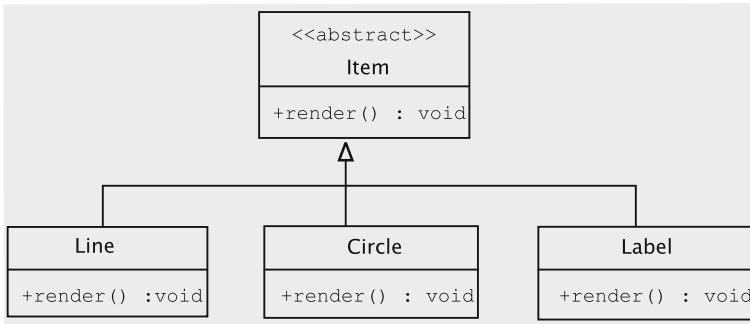 <<abstract>>
Item
+render() : void
Line
+render() :void
Circle
+render() : void
Label
+render() : void